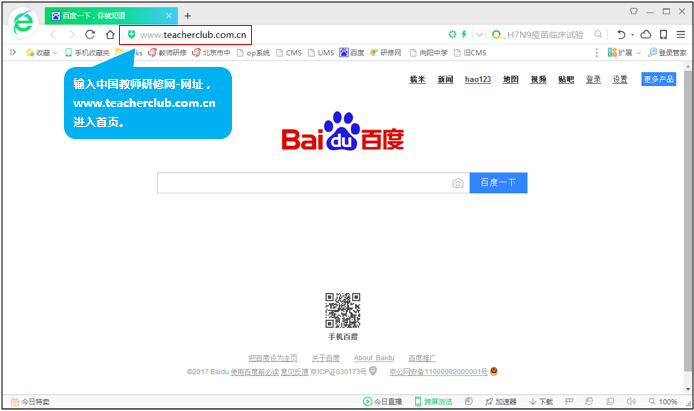 百度一下，你就知道
www.teacherclub.com.cn
H7N9疫苗临床试验
收藏
手机收藏夹
ks
教师研修
北京市中
op系统
CMS
UMS
百度
研修网
向阳中学
旧CMS
扩展
登录管家
输入中国教师研修网-网址，
www.teacherclub.com.cn
进入首页。
糯米 新闻 hao123 地图 视频 贴吧 登录 设置 更多产品
Bai du 百度
百度一下
手机百度
把百度设为主页 关于百度 About Baidu 百度推广
©2017 Baidu 使用百度前必读 意见反馈 京ICP证030173号 京公网安备11000002000001号
今日特卖
今日直播
跨屏浏览
加速器
下载
100%